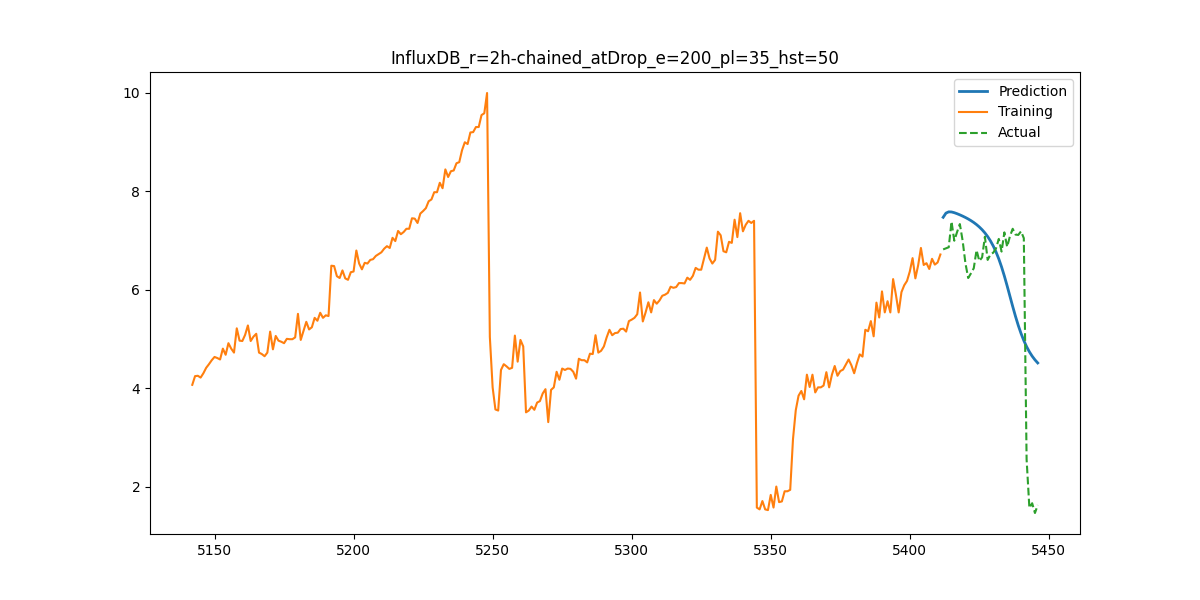 InfluxDB_r=2h-chained_atDrop_e=200_pl=35_hst=50
Prediction
Training
Actual
10
8
6
4
2
5150 5200 5250 5300 5350 5400 5450